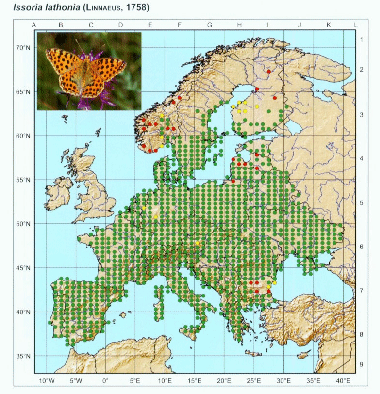 Issoria lathonia (LINNAEUS, 1758)
A B C D E F G H I J K L
70°N
65°N
60°N
55°N
50°N
45°N
40°N
35°N
1
2
3
4
5
6
7
8
9
10°W 5°W 0°E 5°E 10°E 15°E 20°E 25°E 30°E 35°E 40°E